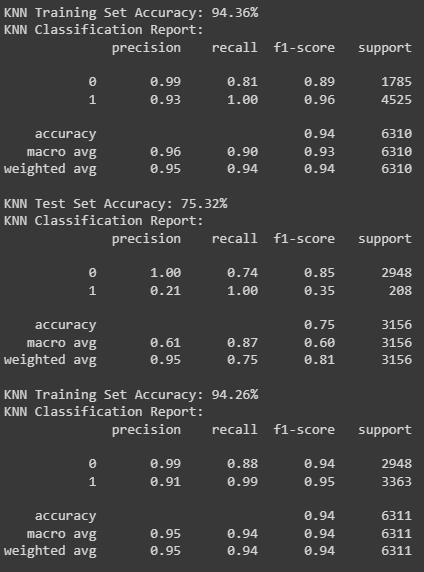 KNN Training Set Accuracy: 94.36%
KNN Classification Report:
precision recall f1-score support
0 0.99 0.81 0.89 1785
1 0.93 1.00 0.96 4525
accuracy 0.94 6310
macro avg 0.96 0.90 0.93 6310
weighted avg 0.95 0.94 0.94 6310
KNN Test Set Accuracy: 75.32%
KNN Classification Report:
precision recall f1-score support
0 1.00 0.74 0.85 2948
1 0.21 1.00 0.35 208
accuracy 0.75 3156
macro avg 0.61 0.87 0.60 3156
weighted avg 0.95 0.75 0.81 3156
KNN Training Set Accuracy: 94.26%
KNN Classification Report:
precision recall f1-score support
0 0.99 0.88 0.94 2948
1 0.91 0.99 0.95 3363
accuracy 0.94 6311
macro avg 0.95 0.94 0.94 6311
weighted avg 0.95 0.94 0.94 6311